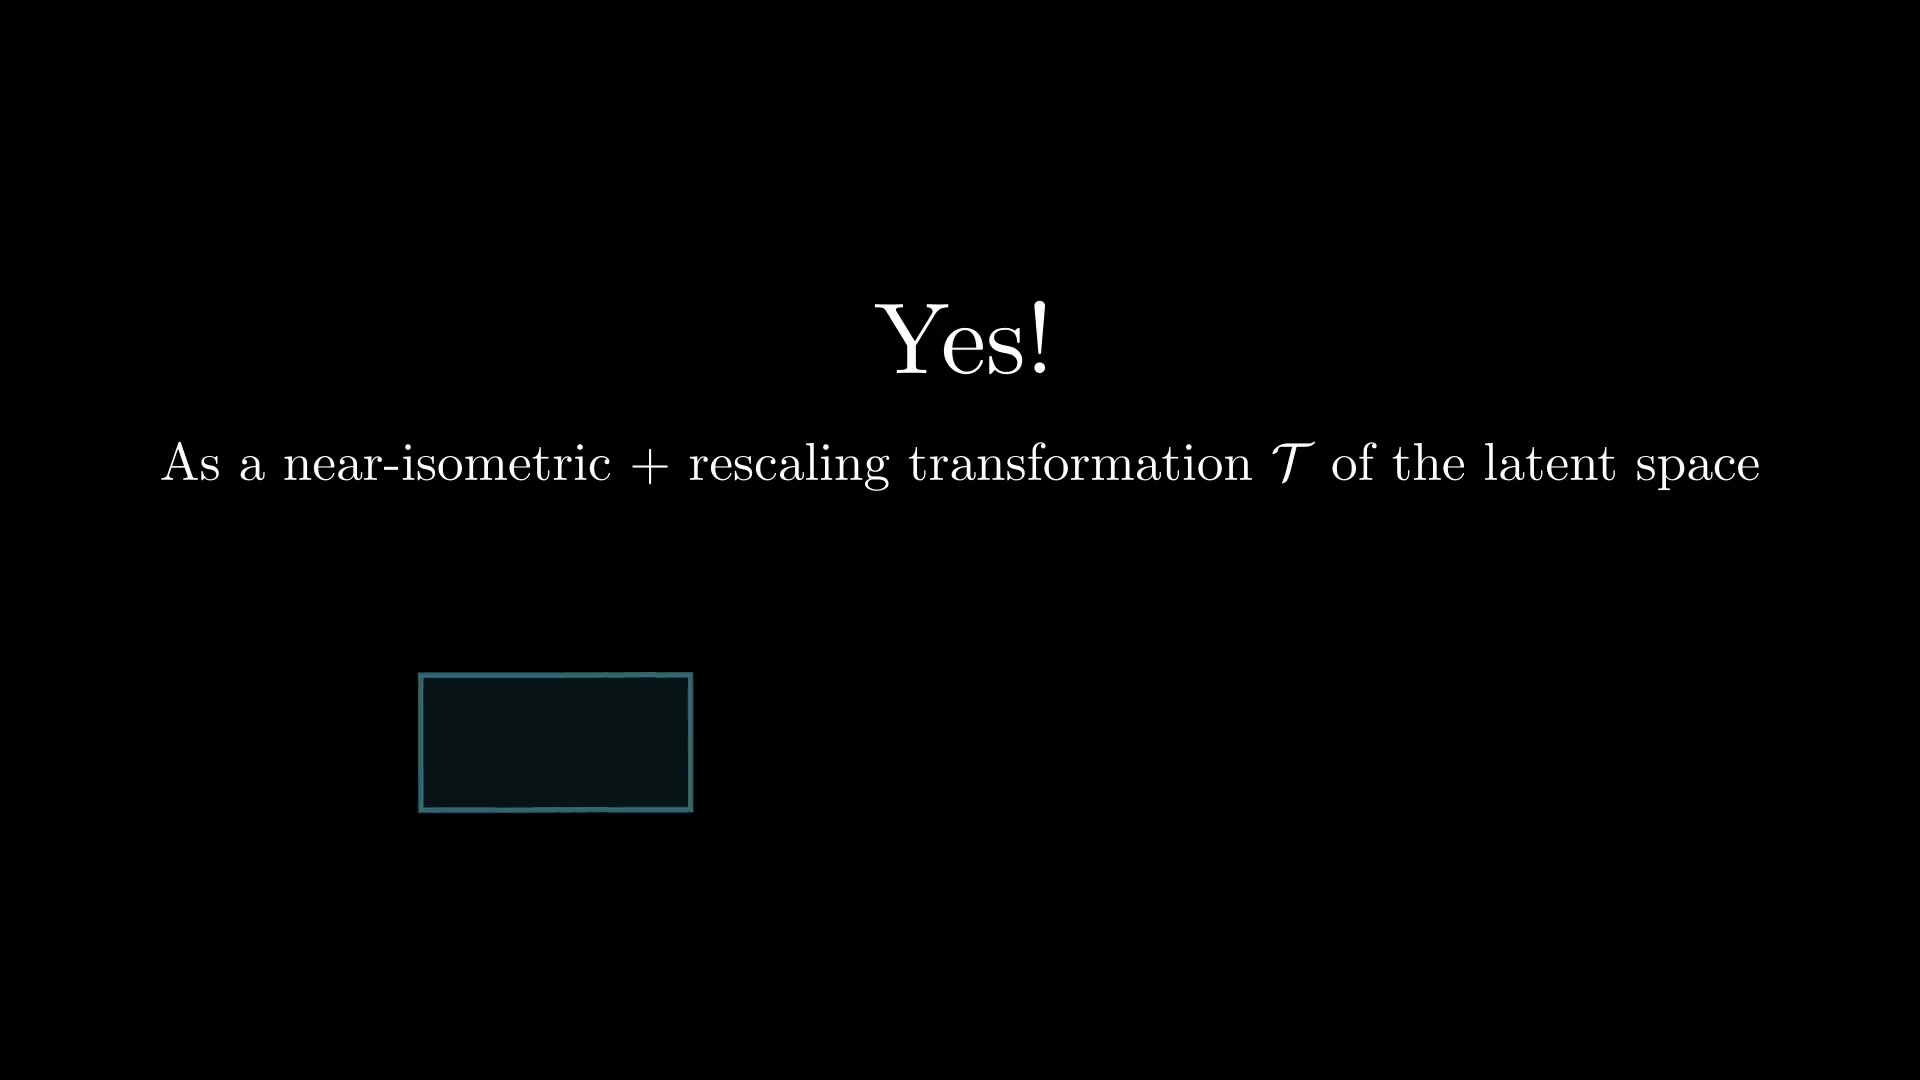 Yes!
As a near-isometric + rescaling transformation 𝒯 of the latent space